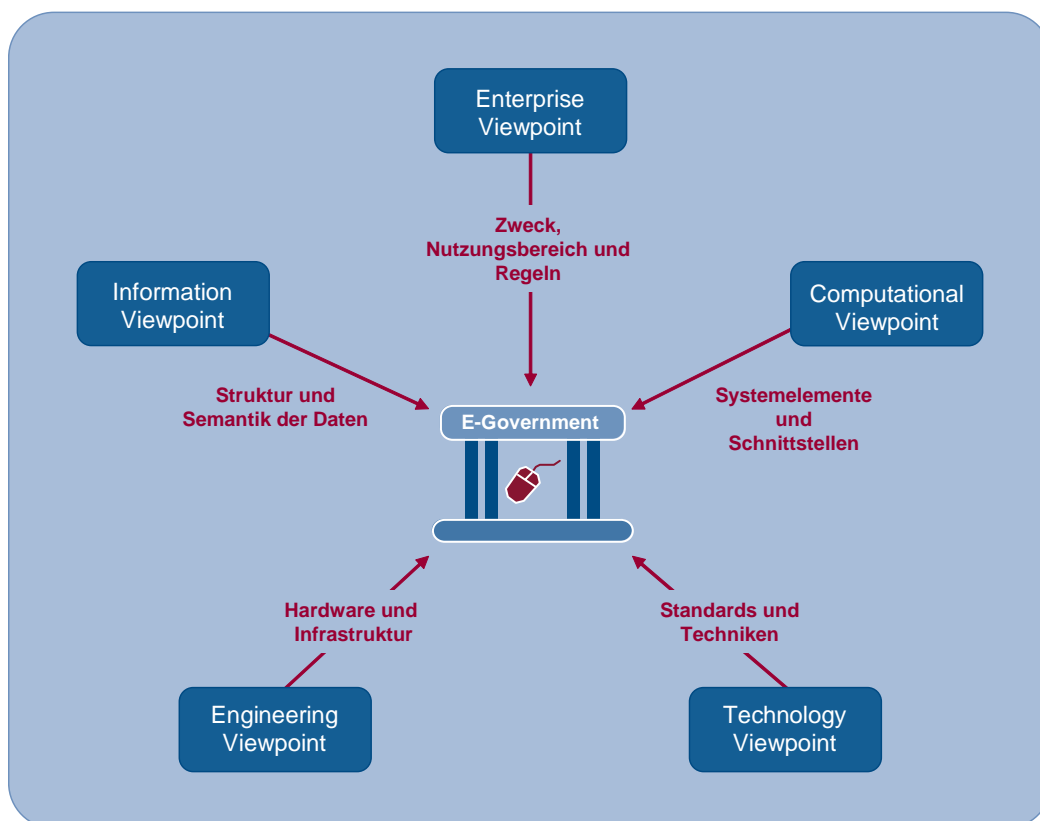 Enterprise
Viewpoint
Zweck,
Nutzungsbereich und
Regeln
Information
Viewpoint
Computational
Viewpoint
Struktur und
Semantik der Daten
E-Government
Systemelemente
und
Schnittstellen
Hardware und
Infrastruktur
Standards und
Techniken
Engineering
Viewpoint
Technology
Viewpoint